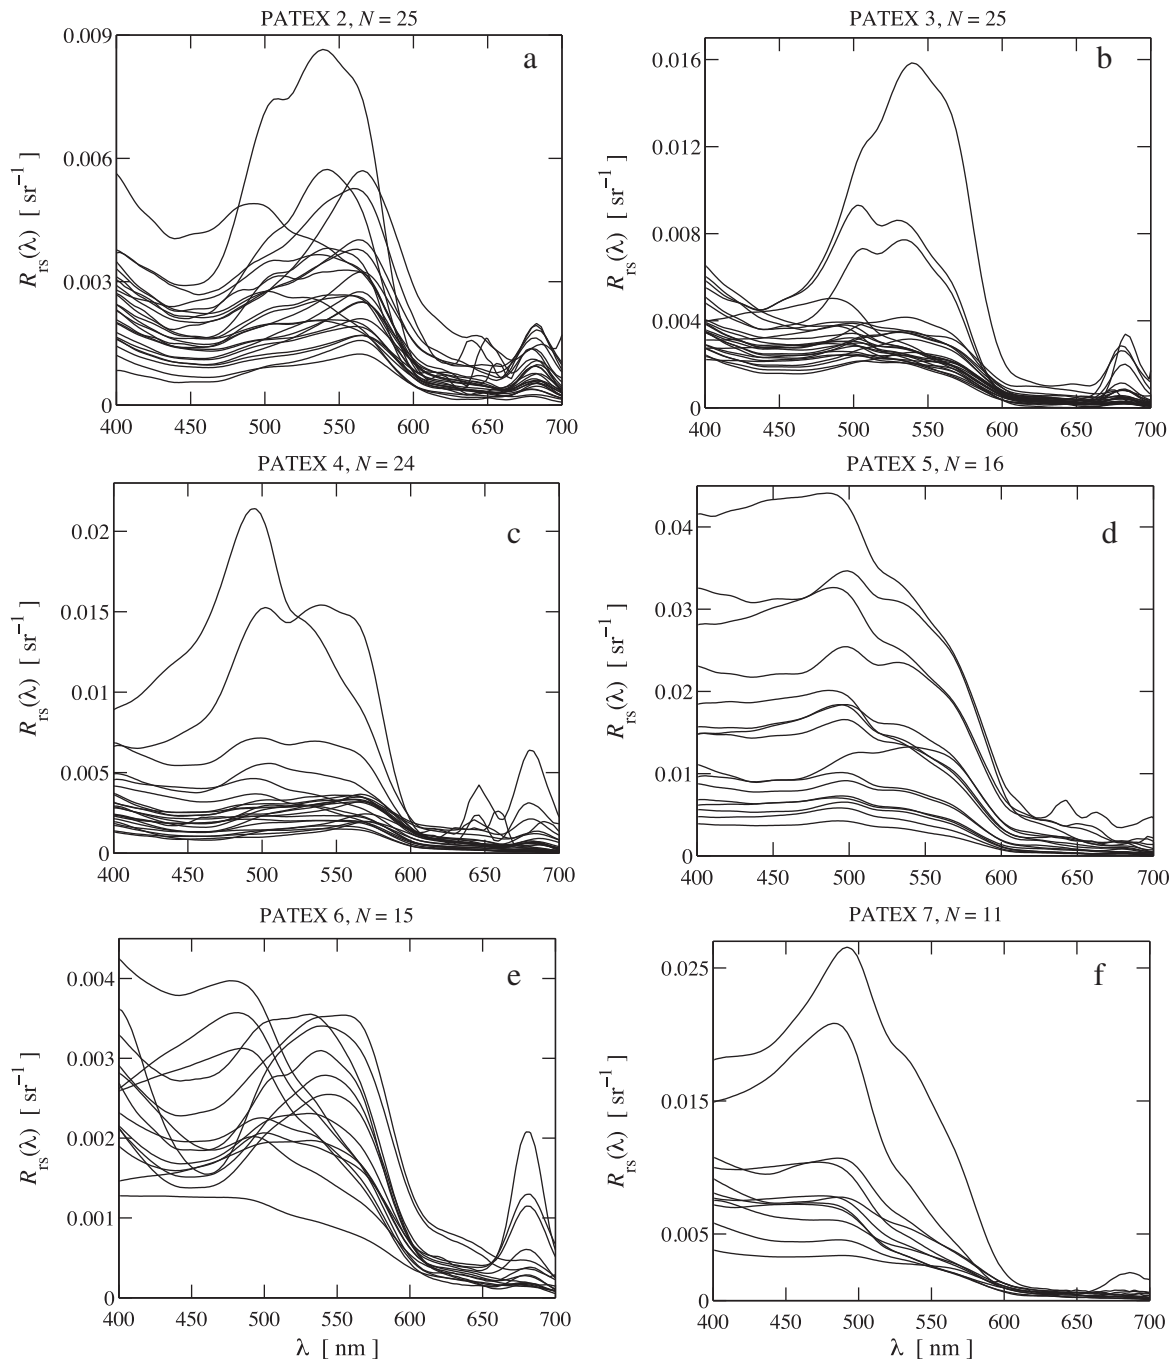 PATEX 2, N = 25
a
R_rs(λ) [ sr⁻¹ ]
0.009
0.006
0.003
0
400 450 500 550 600 650 700
PATEX 3, N = 25
b
R_rs(λ) [ sr⁻¹ ]
0.016
0.012
0.008
0.004
0
400 450 500 550 600 650 700
PATEX 4, N = 24
c
R_rs(λ) [ sr⁻¹ ]
0.02
0.015
0.01
0.005
0
400 450 500 550 600 650 700
PATEX 5, N = 16
d
R_rs(λ) [ sr⁻¹ ]
0.04
0.03
0.02
0.01
0
400 450 500 550 600 650 700
PATEX 6, N = 15
e
R_rs(λ) [ sr⁻¹ ]
0.004
0.003
0.002
0.001
0
400 450 500 550 600 650 700
λ [ nm ]
PATEX 7, N = 11
f
R_rs(λ) [ sr⁻¹ ]
0.025
0.015
0.005
0
400 450 500 550 600 650 700
λ [ nm ]